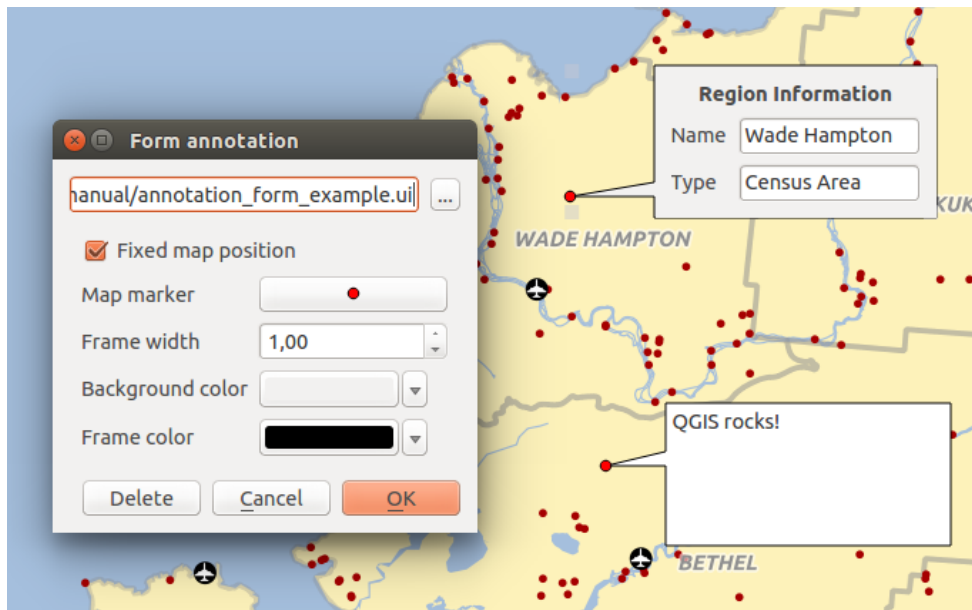 Form annotation
nanual/annotation_form_example.ui
...
Fixed map position
Map marker
Frame width
1,00
Background color
Frame color
Delete
Cancel
OK
Region Information
Name
Wade Hampton
Type
Census Area
KUK
WADE HAMPTON
QGIS rocks!
BETHEL